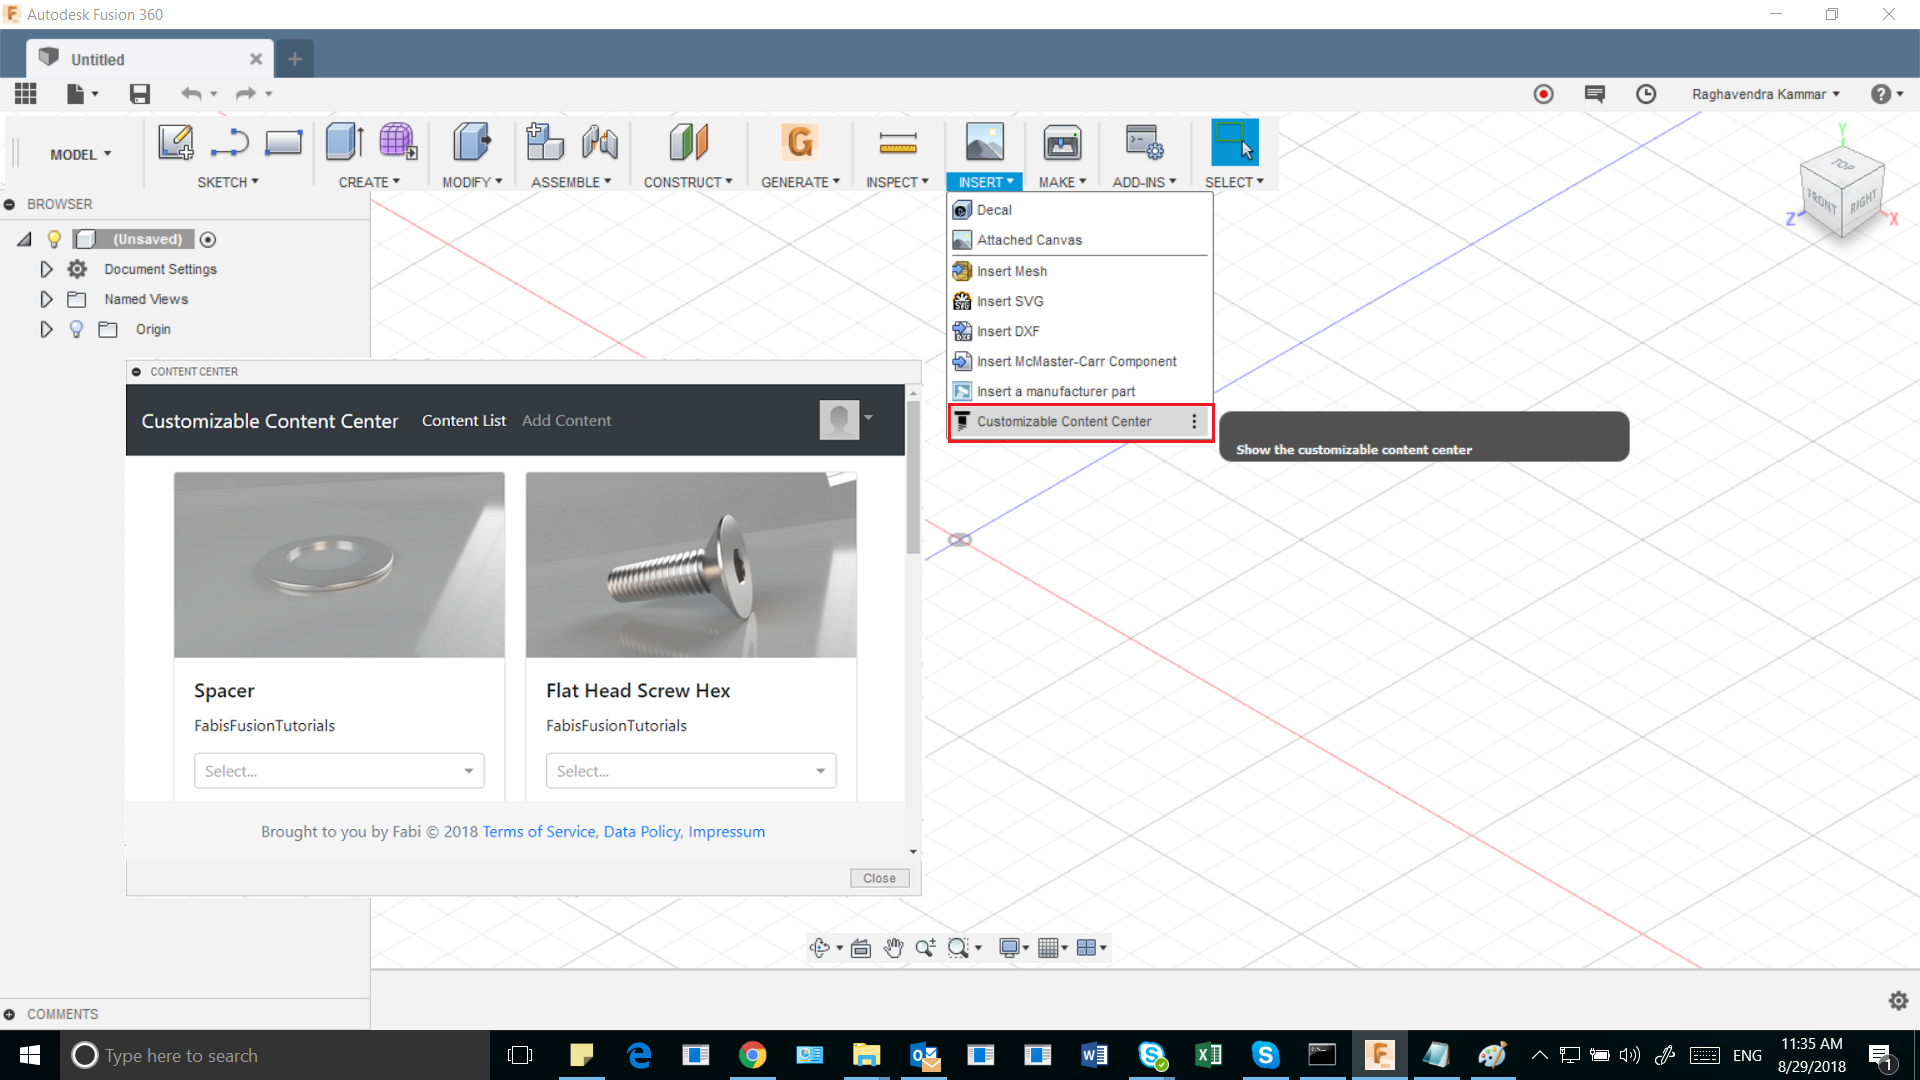 Autodesk Fusion 360
Untitled
Raghavendra Kammar
MODEL
SKETCH
CREATE
MODIFY
ASSEMBLE
CONSTRUCT
GENERATE
INSPECT
INSERT
MAKE
ADD-INS
SELECT
TOP
FRONT
RIGHT
Y
Z
X
BROWSER
(Unsaved)
Document Settings
Named Views
Origin
Decal
Attached Canvas
Insert Mesh
Insert SVG
Insert DXF
Insert McMaster-Carr Component
Insert a manufacturer part
Customizable Content Center
Show the customizable content center
CONTENT CENTER
Customizable Content Center Content List Add Content
Spacer
FabisFusionTutorials
Select...
Flat Head Screw Hex
FabisFusionTutorials
Select...
Brought to you by Fabi © 2018 Terms of Service, Data Policy, Impressum
Close
COMMENTS
Type here to search
ENG
11:35 AM
8/29/2018
1